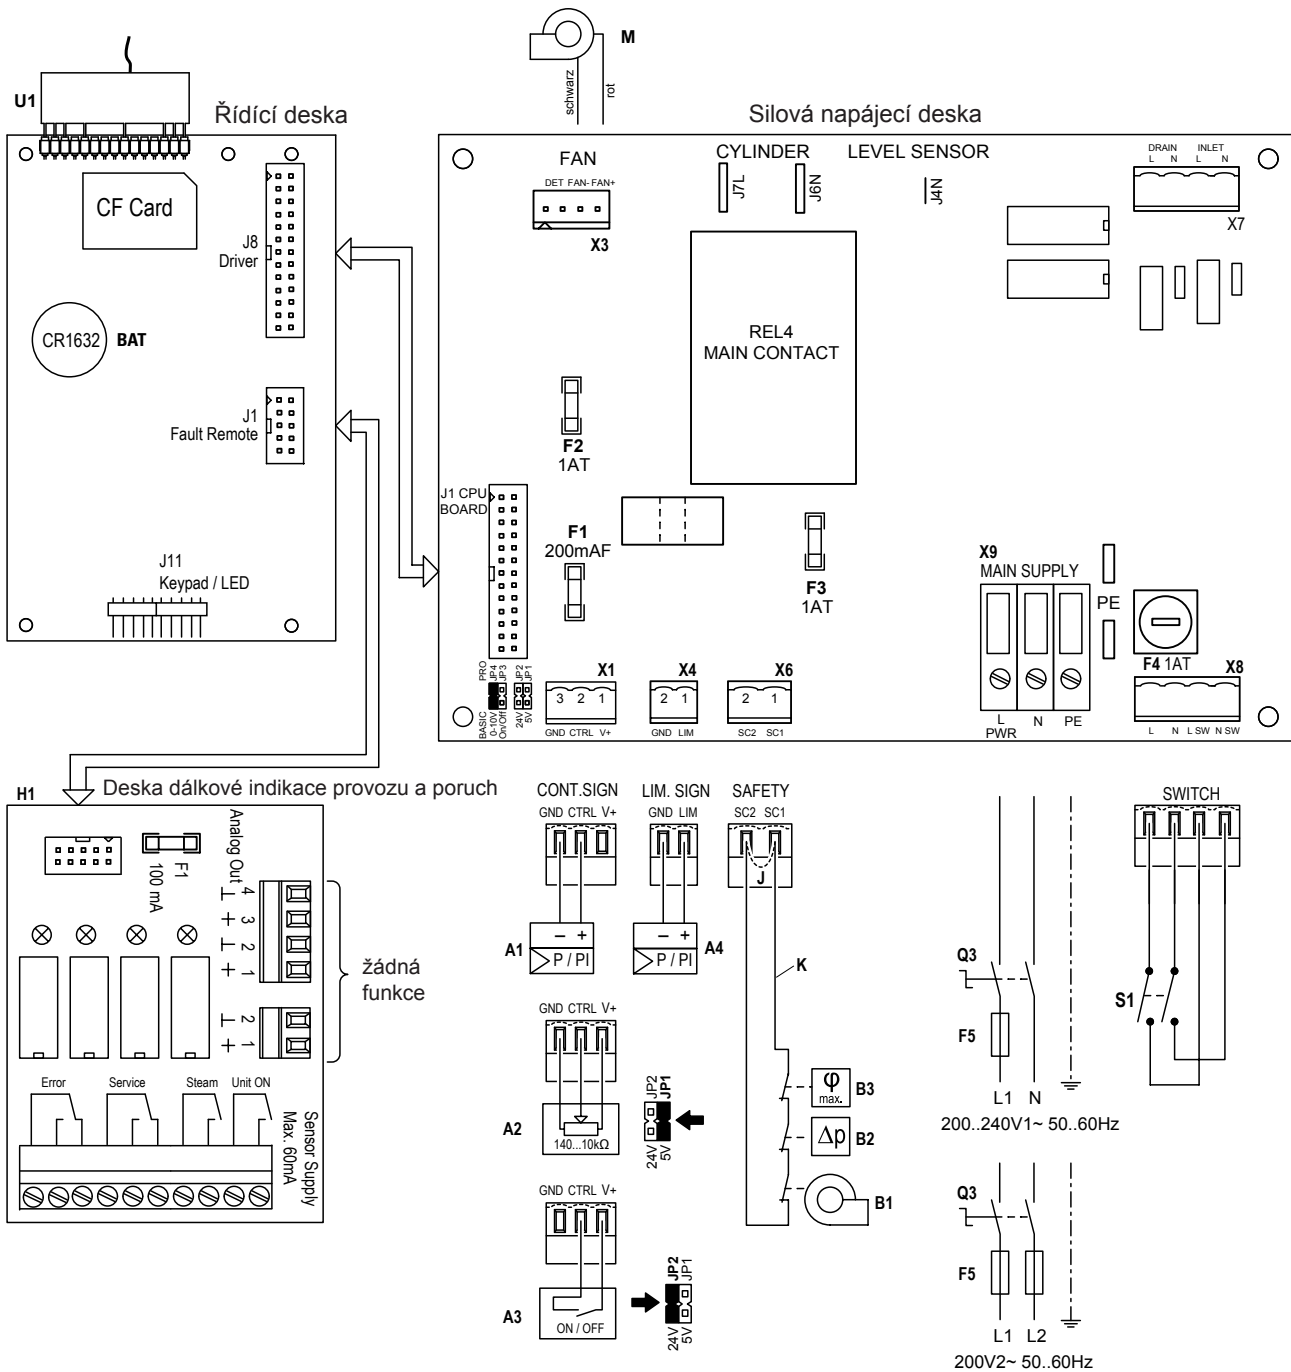 M
schwarz
rot
U1
Řídící deska
Silová napájecí deska
CF Card
J8
Driver
CR1632 BAT
J1
Fault Remote
J11
Keypad / LED
FAN
DET FAN- FAN+
X3
CYLINDER
J7L
J6N
LEVEL SENSOR
J4N
DRAIN INLET
L N L N
X7
REL4
MAIN CONTACT
F2
1AT
J1 CPU
BOARD
F1
200mAF
F3
1AT
X9
MAIN SUPPLY
PE
F4 1AT
X8
L N PE
PWR
L N L SW N SW
PRO
JP4
JP3
JP2
JP1
BASIC
0-10V
On/Off
24V
5V
X1
3 2 1
GND CTRL V+
X4
2 1
GND LIM
X6
2 1
SC2 SC1
H1
Deska dálkové indikace provozu a poruch
F1
100 mA
Analog Out
4 ⊥
3 +
2 ⊥
1 +
2 ⊥
1 +
žádná
funkce
Error Service Steam Unit ON
Sensor Supply
Max. 60mA
CONT.SIGN
GND CTRL V+
A1
– +
P / PI
LIM. SIGN
GND LIM
– +
P / PI
A4
SAFETY
SC2 SC1
J
K
GND CTRL V+
A2
140...10kΩ
JP2
JP1
24V
5V
φ
max.
B3
Δp
B2
B1
GND CTRL V+
A3
ON / OFF
JP2
JP1
24V
5V
Q3
F5
L1 N
200..240V1~ 50..60Hz
Q3
F5
L1 L2
200V2~ 50..60Hz
SWITCH
S1